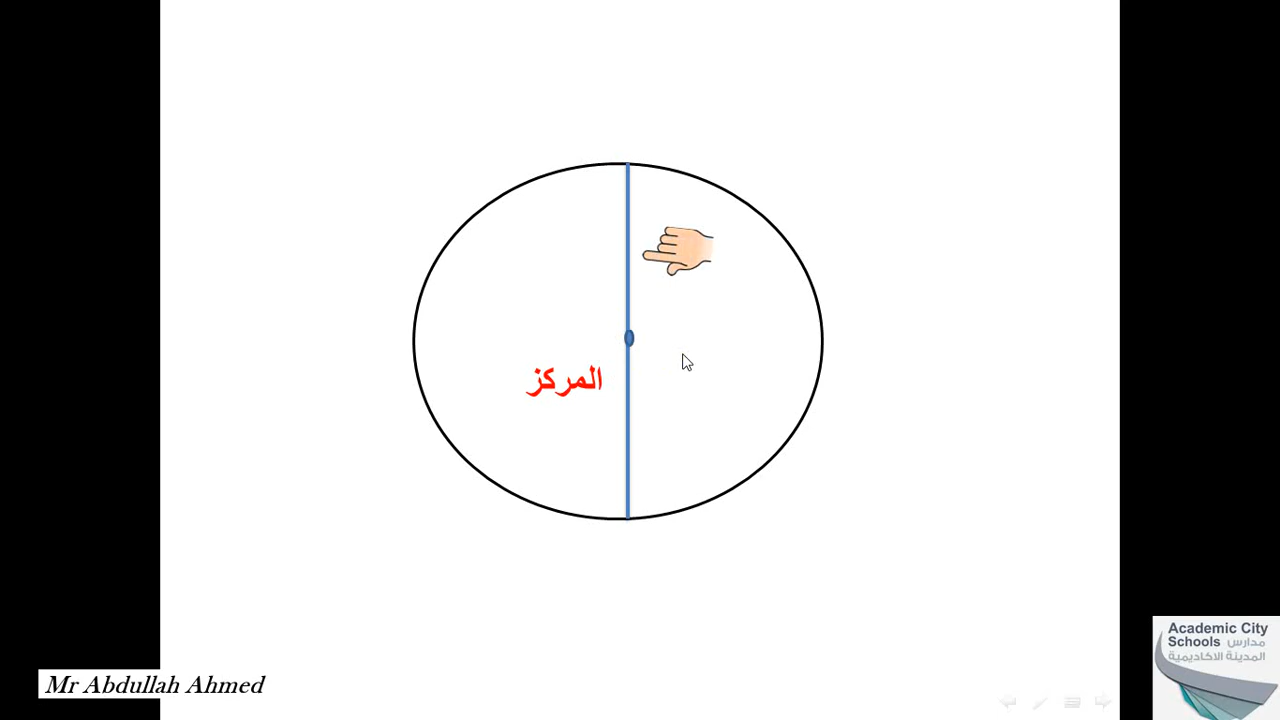 المركز
Mr Abdullah Ahmed
Academic City
Schools مدارس
المدينة الاكاديمية